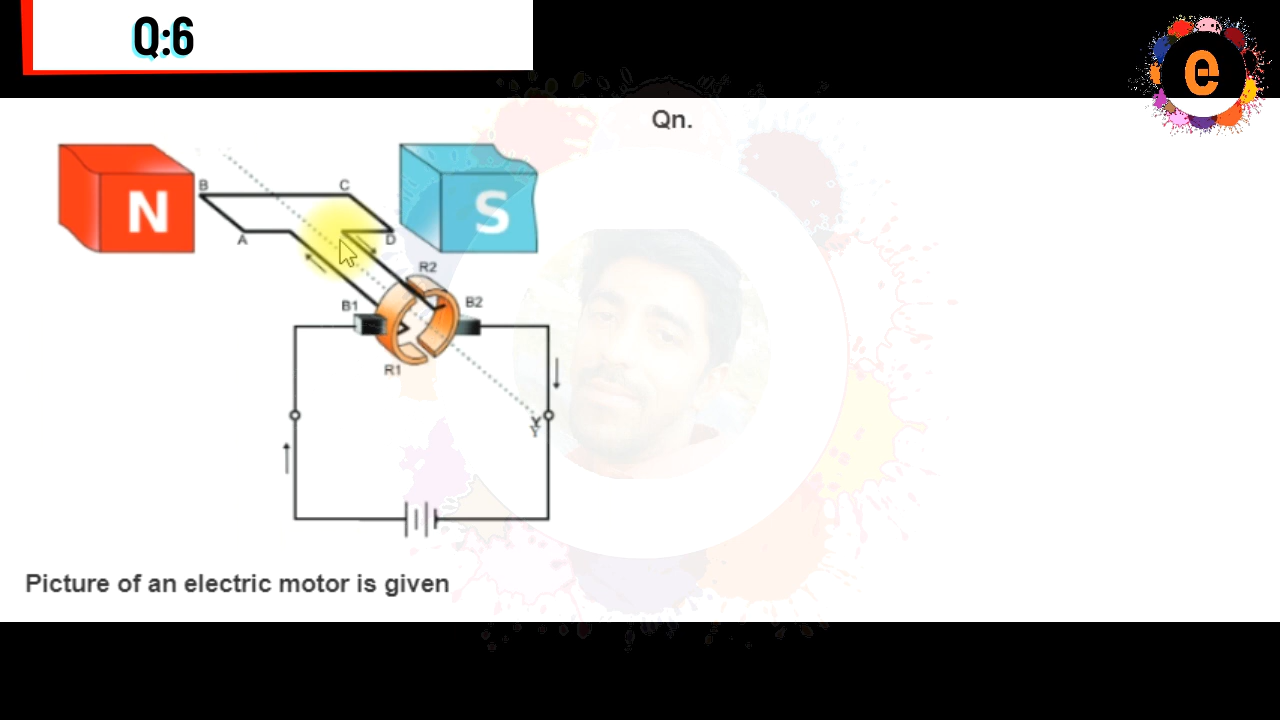 Q:6
e
Qn.
N
S
B
C
A
D
R2
B1
B2
R1
X
Y
Picture of an electric motor is given